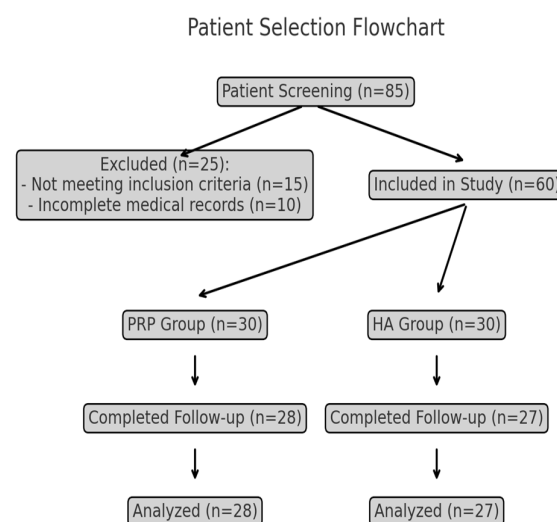 Patient Selection Flowchart
Patient Screening (n=85)
Excluded (n=25):
- Not meeting inclusion criteria (n=15)
- Incomplete medical records (n=10)
Included in Study (n=60)
PRP Group (n=30)
HA Group (n=30)
Completed Follow-up (n=28)
Completed Follow-up (n=27)
Analyzed (n=28)
Analyzed (n=27)